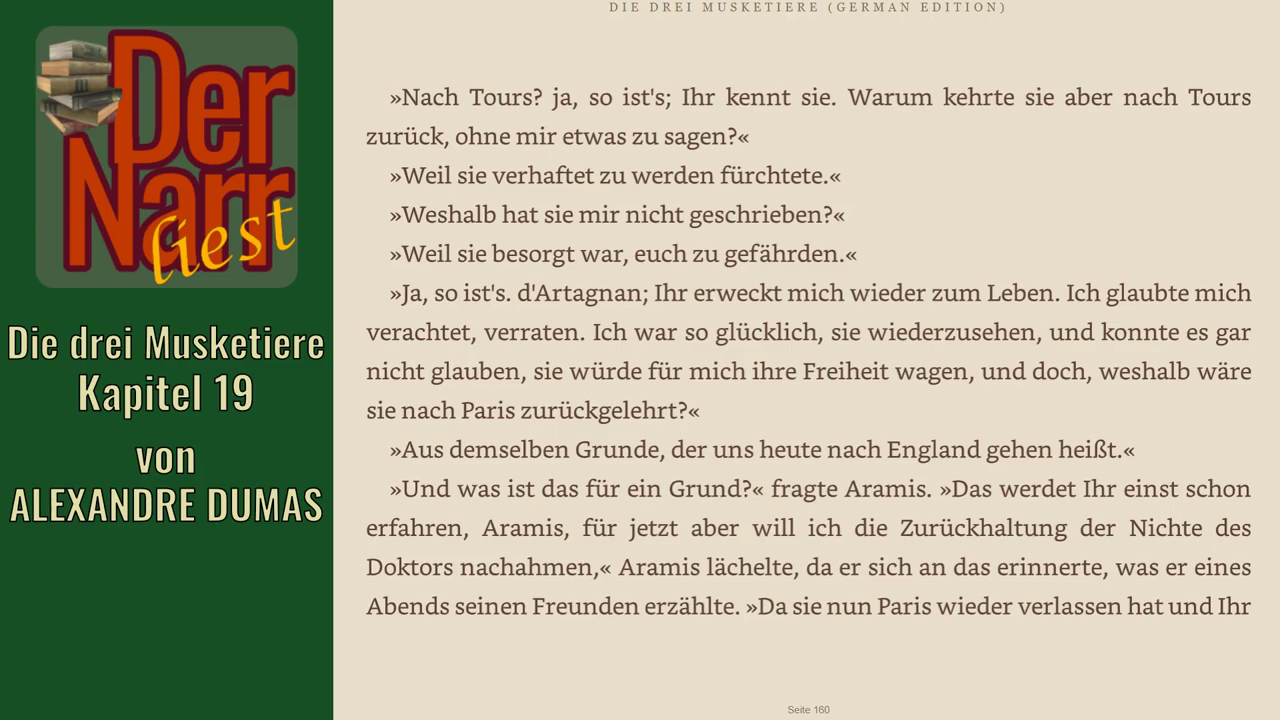 Der
Narr
liest
Die drei Musketiere
Kapitel 19
von
ALEXANDRE DUMAS
DIE DREI MUSKETIERE (GERMAN EDITION)
»Nach Tours? ja, so ist's; Ihr kennt sie. Warum kehrte sie aber nach Tours
zurück, ohne mir etwas zu sagen?«
»Weil sie verhaftet zu werden fürchtete.«
»Weshalb hat sie mir nicht geschrieben?«
»Weil sie besorgt war, euch zu gefährden.«
»Ja, so ist's. d'Artagnan; Ihr erweckt mich wieder zum Leben. Ich glaubte mich
verachtet, verraten. Ich war so glücklich, sie wiederzusehen, und konnte es gar
nicht glauben, sie würde für mich ihre Freiheit wagen, und doch, weshalb wäre
sie nach Paris zurückgelehrt?«
»Aus demselben Grunde, der uns heute nach England gehen heißt.«
»Und was ist das für ein Grund?« fragte Aramis. »Das werdet Ihr einst schon
erfahren, Aramis, für jetzt aber will ich die Zurückhaltung der Nichte des
Doktors nachahmen,« Aramis lächelte, da er sich an das erinnerte, was er eines
Abends seinen Freunden erzählte. »Da sie nun Paris wieder verlassen hat und Ihr
Seite 160